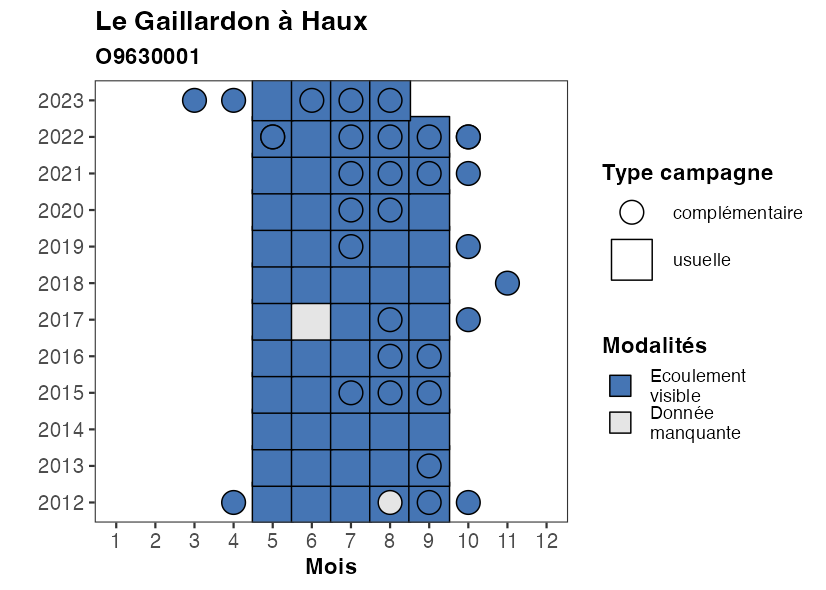 Le Gaillardon à Haux
O9630001
2023
2022
2021
2020
2019
2018
2017
2016
2015
2014
2013
2012
1 2 3 4 5 6 7 8 9 10 11 12
Mois
Type campagne
complémentaire
usuelle
Modalités
Ecoulement
visible
Donnée
manquante